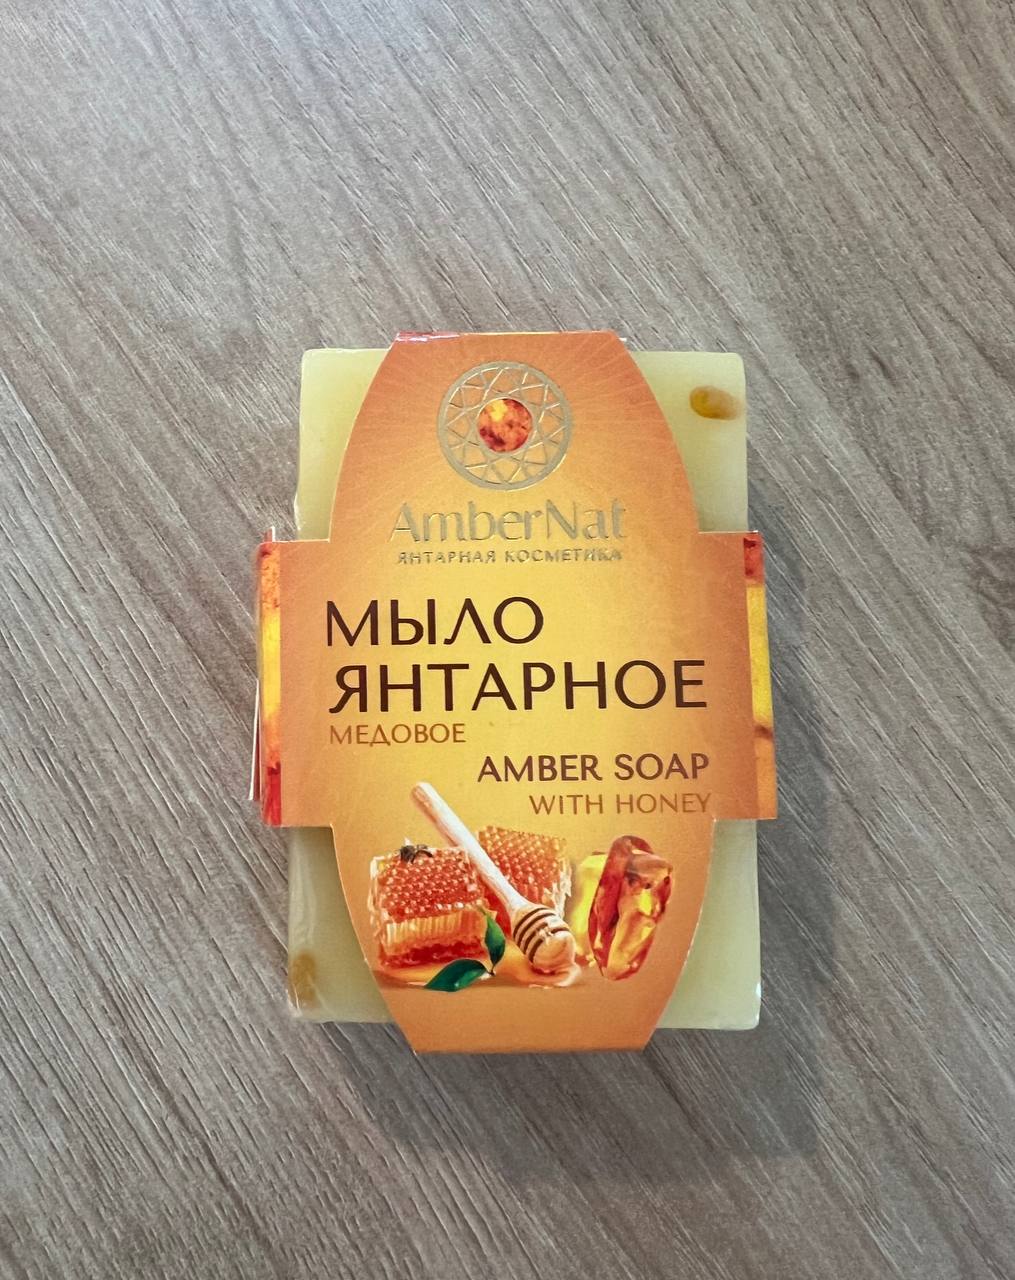 AmberNat
ЯНТАРНАЯ КОСМЕТИКА
МЫЛО
ЯНТАРНОЕ
МЕДОВОЕ
AMBER SOAP
WITH HONEY